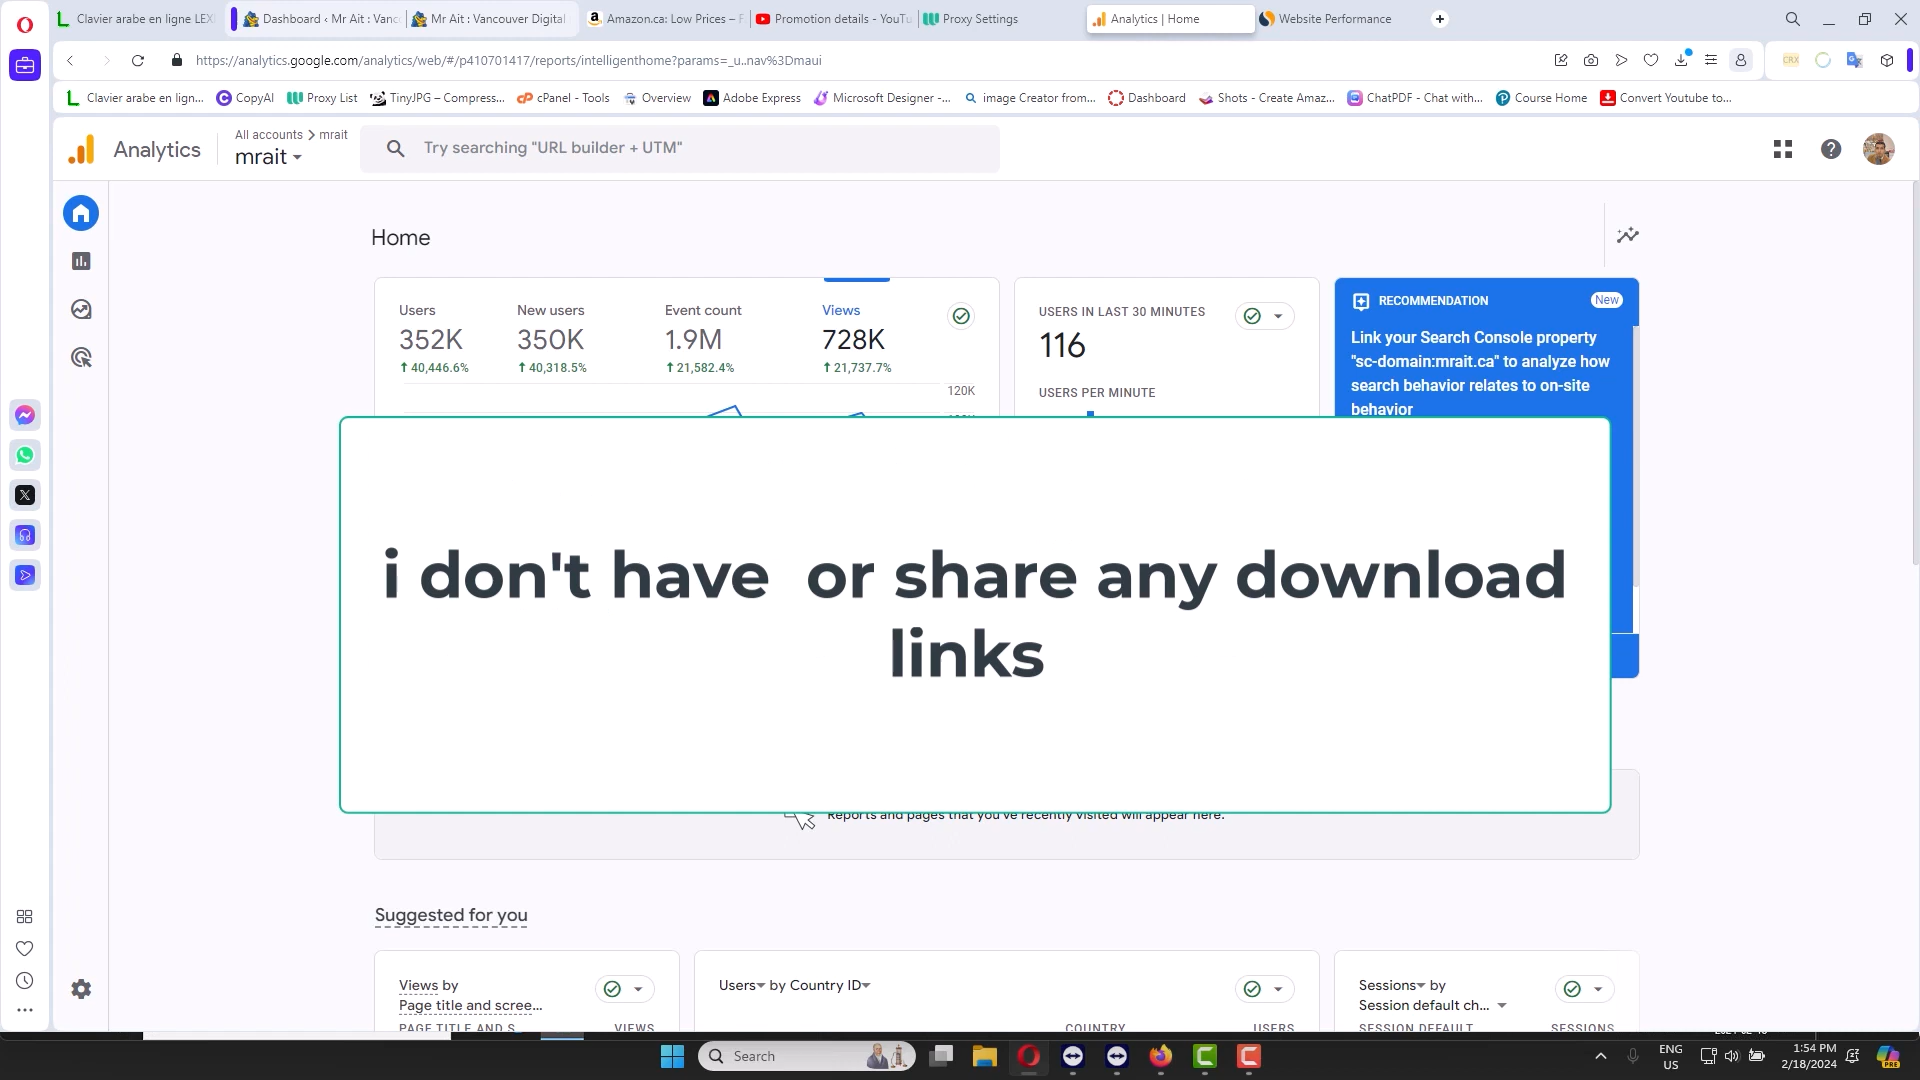 Clavier arabe en ligne LEX
Dashboard ‹ Mr Ait : Vanc
Mr Ait : Vancouver Digital
Amazon.ca: Low Prices – F
Promotion details - YouTu
Proxy Settings
Analytics | Home
Website Performance
https://analytics.google.com/analytics/web/#/p410701417/reports/intelligenthome?params=_u..nav%3Dmaui
Clavier arabe en lign...
CopyAI
Proxy List
TinyJPG – Compress...
cPanel - Tools
Overview
Adobe Express
Microsoft Designer -...
image Creator from...
Dashboard
Shots - Create Amaz...
ChatPDF - Chat with...
Course Home
Convert Youtube to...
Analytics
All accounts > mrait
mrait
Try searching "URL builder + UTM"
Home
Users
New users
Event count
Views
352K
350K
1.9M
728K
40,446.6%
40,318.5%
21,582.4%
21,737.7%
120K
USERS IN LAST 30 MINUTES
116
USERS PER MINUTE
RECOMMENDATION
New
Link your Search Console property
"sc-domain:mrait.ca" to analyze how
search behavior relates to on-site
behavior
i don't have  or share any download
links
Reports and pages that you've recently visited will appear here.
Suggested for you
Views by
Page title and scree...
PAGE TITLE AND S...
VIEWS
Users by Country ID
COUNTRY
USERS
Sessions by
Session default ch...
SESSION DEFAULT
SESSIONS
Search
ENG
US
1:54 PM
2/18/2024
PRE